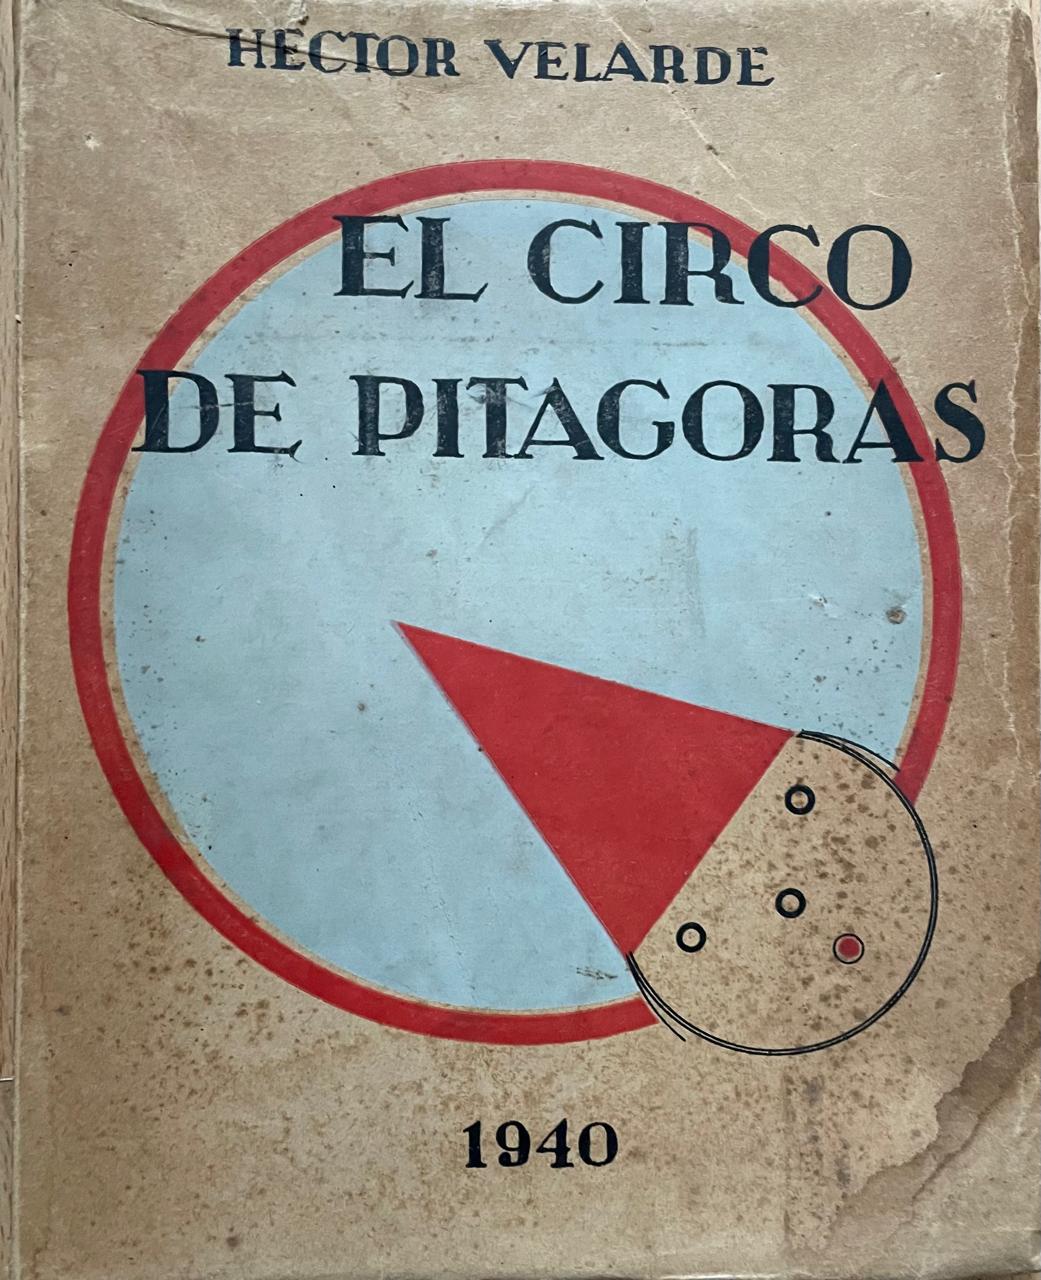 HECTOR VELARDE
EL CIRCO
DE PITAGORAS
1940